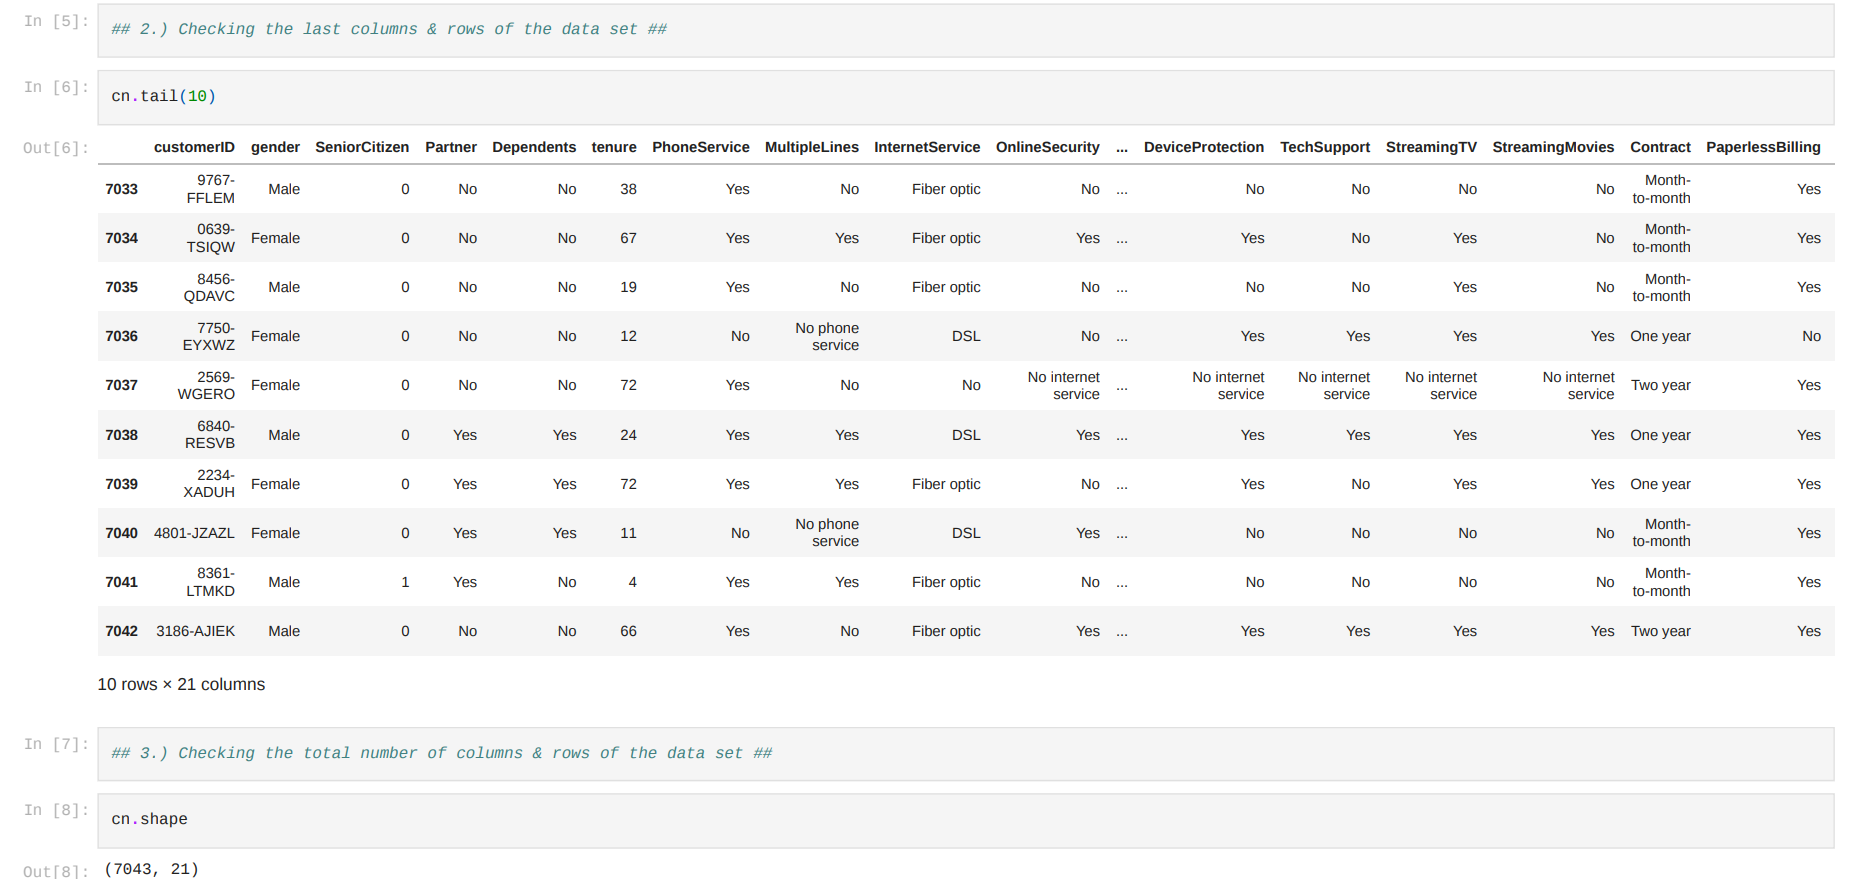 In [5]: ## 2.) Checking the last columns & rows of the data set ##
In [6]: cn.tail(10)
Out[6]: customerID gender SeniorCitizen Partner Dependents tenure PhoneService MultipleLines InternetService OnlineSecurity ... DeviceProtection TechSupport StreamingTV StreamingMovies Contract PaperlessBilling
7033 9767-FFLEM Male 0 No No 38 Yes No Fiber optic No ... No No No No Month-to-month Yes
7034 0639-TSIQW Female 0 No No 67 Yes Yes Fiber optic Yes ... Yes No Yes No Month-to-month Yes
7035 8456-QDAVC Male 0 No No 19 Yes No Fiber optic No ... No No Yes No Month-to-month Yes
7036 7750-EYXWZ Female 0 No No 12 No No phone service DSL No ... Yes Yes Yes Yes One year No
7037 2569-WGERO Female 0 No No 72 Yes No No No internet service ... No internet service No internet service No internet service No internet service Two year Yes
7038 6840-RESVB Male 0 Yes Yes 24 Yes Yes DSL Yes ... Yes Yes Yes Yes One year Yes
7039 2234-XADUH Female 0 Yes Yes 72 Yes Yes Fiber optic No ... Yes No Yes Yes One year Yes
7040 4801-JZAZL Female 0 Yes Yes 11 No No phone service DSL Yes ... No No No No Month-to-month Yes
7041 8361-LTMKD Male 1 Yes No 4 Yes Yes Fiber optic No ... No No No No Month-to-month Yes
7042 3186-AJIEK Male 0 No No 66 Yes No Fiber optic Yes ... Yes Yes Yes Yes Two year Yes
10 rows × 21 columns
In [7]: ## 3.) Checking the total number of columns & rows of the data set ##
In [8]: cn.shape
Out[8]: (7043, 21)